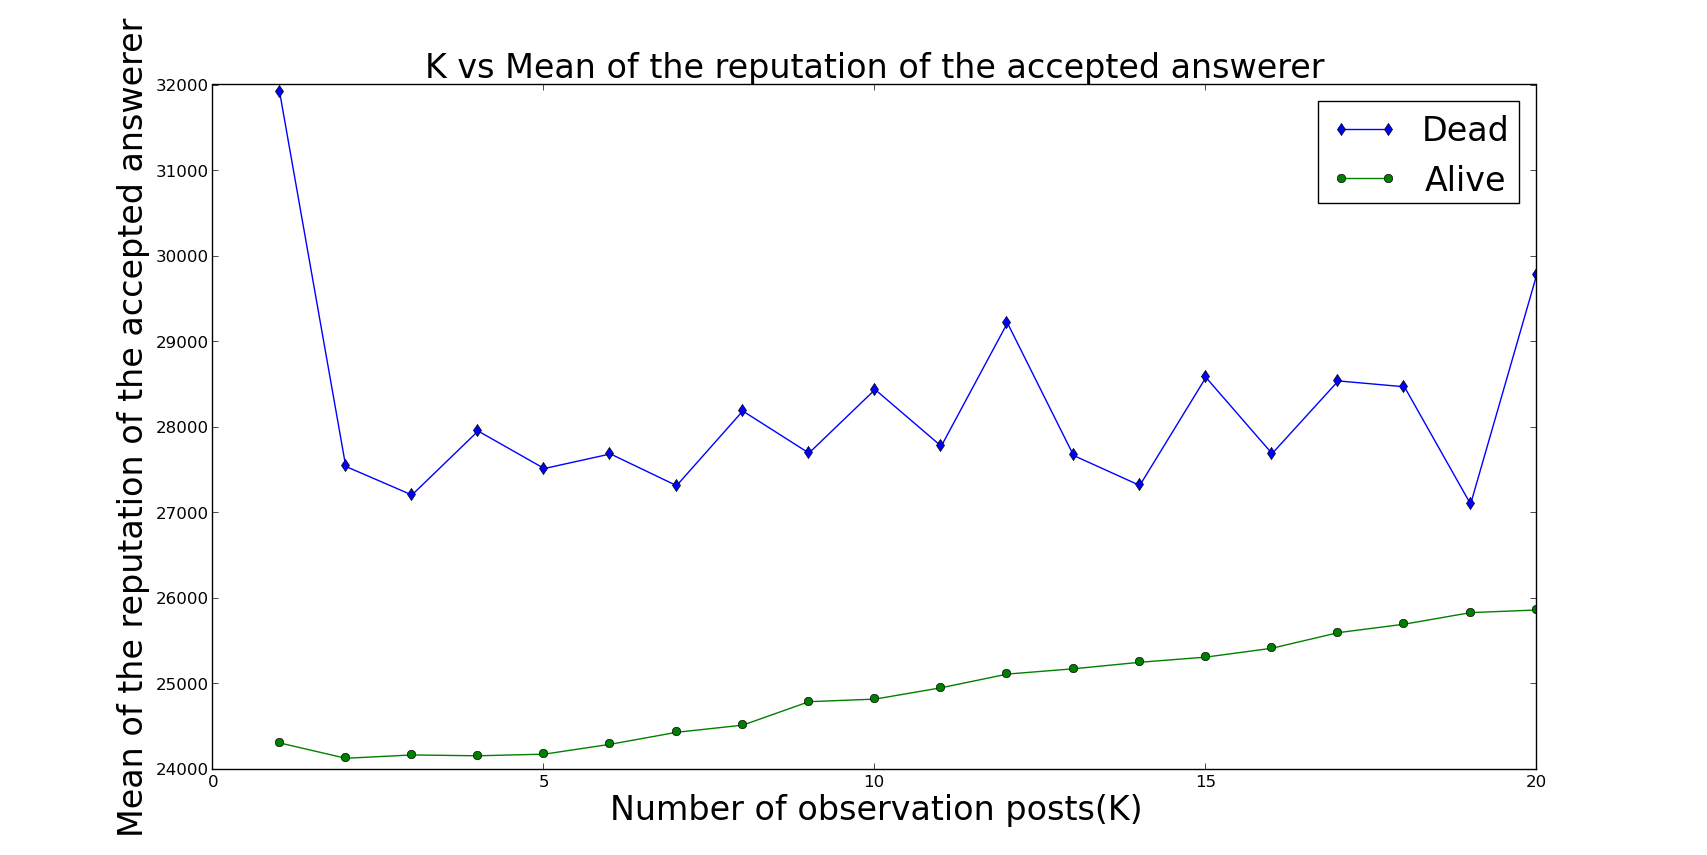 K vs Mean of the reputation of the accepted answerer
Mean of the reputation of the accepted answerer
32000
31000
30000
29000
28000
27000
26000
25000
24000
Dead
Alive
0 5 10 15 20
Number of observation posts(K)